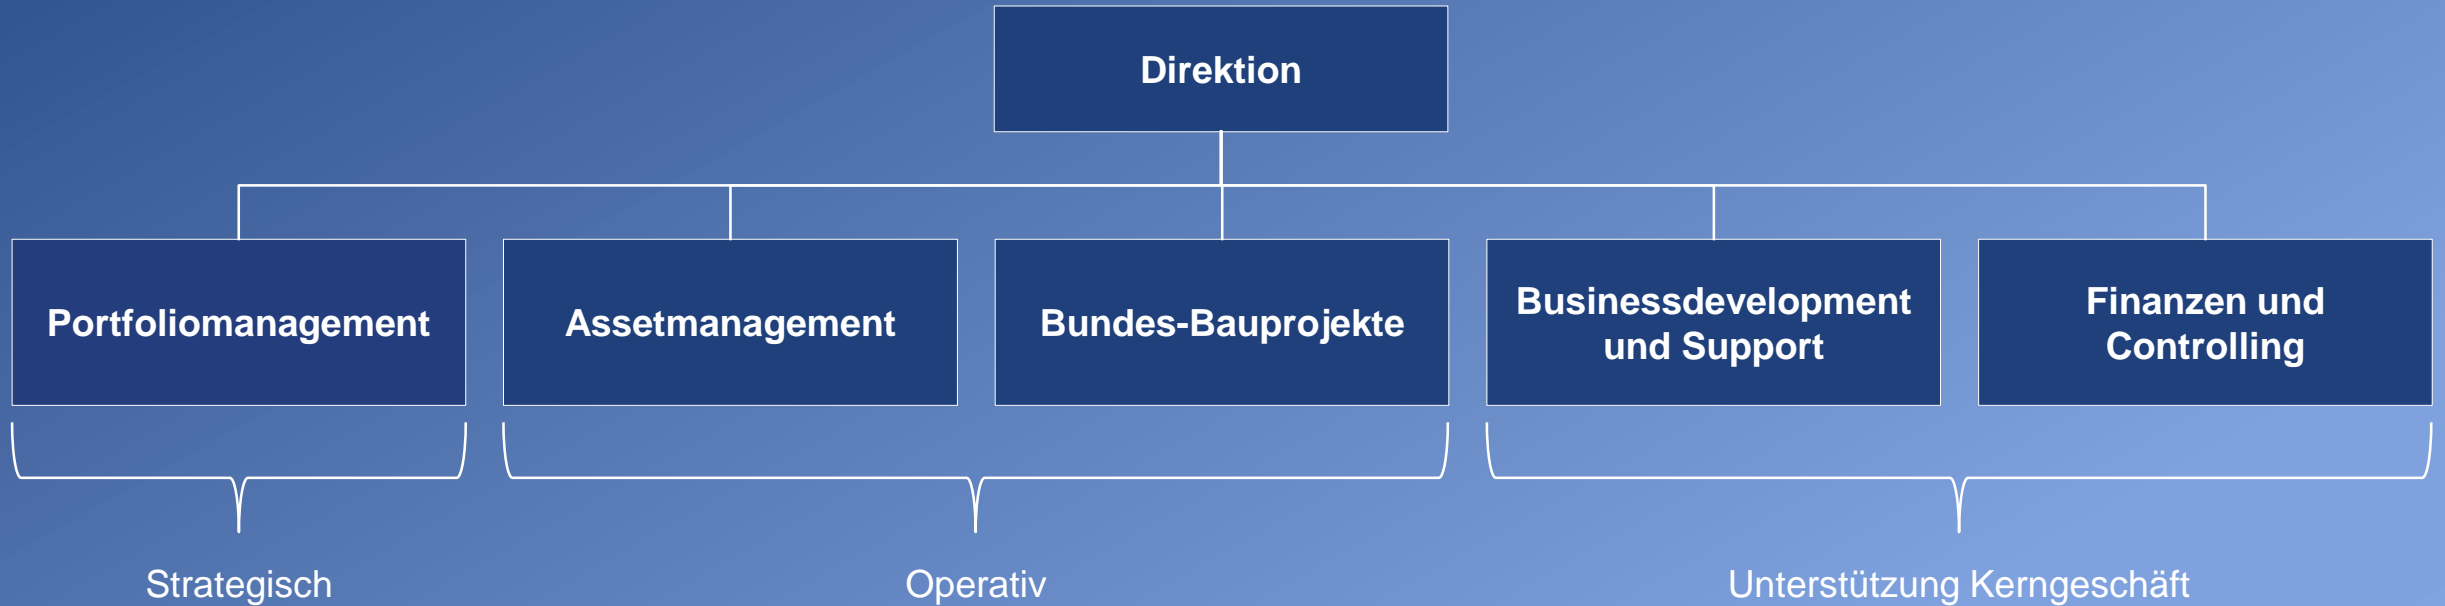 Direktion
Portfoliomanagement
Assetmanagement
Bundes-Bauprojekte
Businessdevelopment
und Support
Finanzen und
Controlling
Strategisch
Operativ
Unterstützung Kerngeschäft